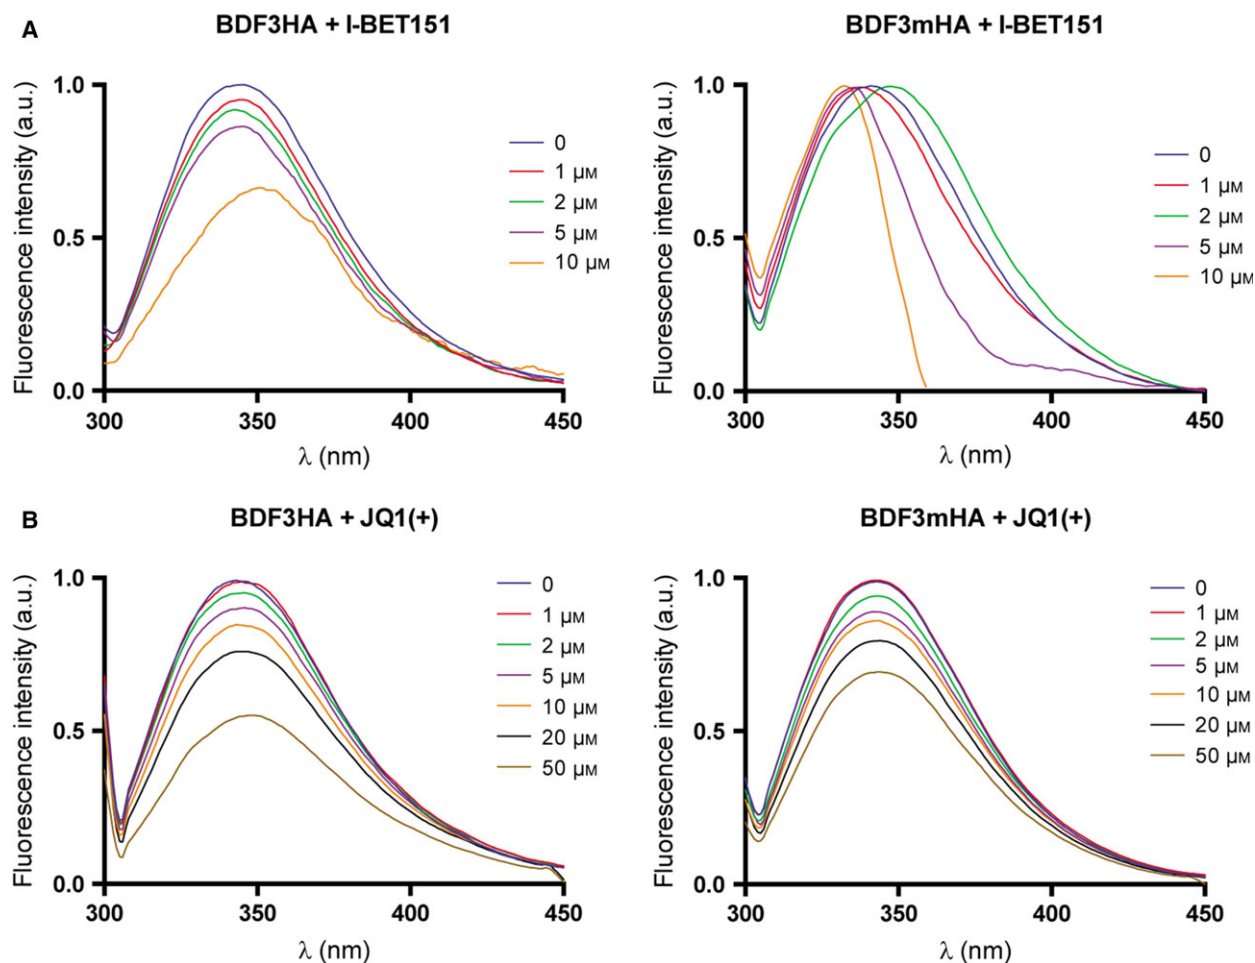 A
BDF3HA + I-BET151
Fluorescence intensity (a.u.)
1.0
0.5
0.0
300
350
400
450
λ (nm)
0
1 μM
2 μM
5 μM
10 μM
BDF3mHA + I-BET151
Fluorescence intensity (a.u.)
1.0
0.5
0.0
300
350
400
450
λ (nm)
0
1 μM
2 μM
5 μM
10 μM
B
BDF3HA + JQ1(+)
Fluorescence intensity (a.u.)
1.0
0.5
0.0
300
350
400
450
λ (nm)
0
1 μM
2 μM
5 μM
10 μM
20 μM
50 μM
BDF3mHA + JQ1(+)
Fluorescence intensity (a.u.)
1.0
0.5
0.0
300
350
400
450
λ (nm)
0
1 μM
2 μM
5 μM
10 μM
20 μM
50 μM